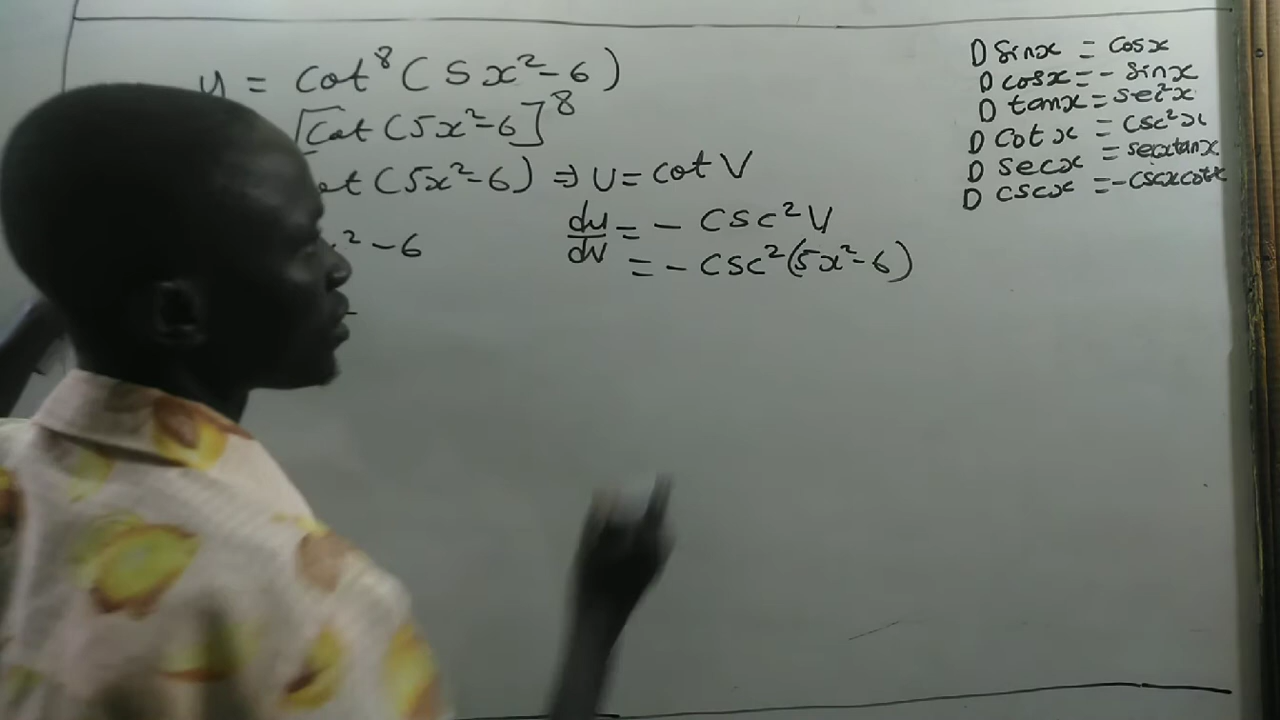 y = Cot⁸(5x²-6)
[Cot(5x²-6]⁸
ot(5x²-6) ⇒ U = cot V
du/dv = - CSC²V
x²-6
= - CSC²(5x²-6)
D Sinx = Cosx
D cosx = - sinx
D tanx = sec²x
D Cotx = csc²x
D secx = secxtanx
D cscx = -cscxcotx